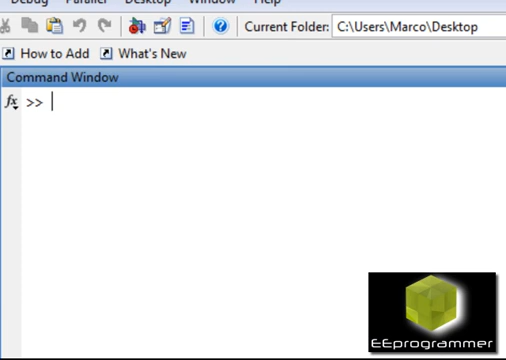 Debug Parallel Desktop Window Help
Current Folder: C:\Users\Marco\Desktop
How to Add What's New
Command Window
fx >>
EEprogrammer